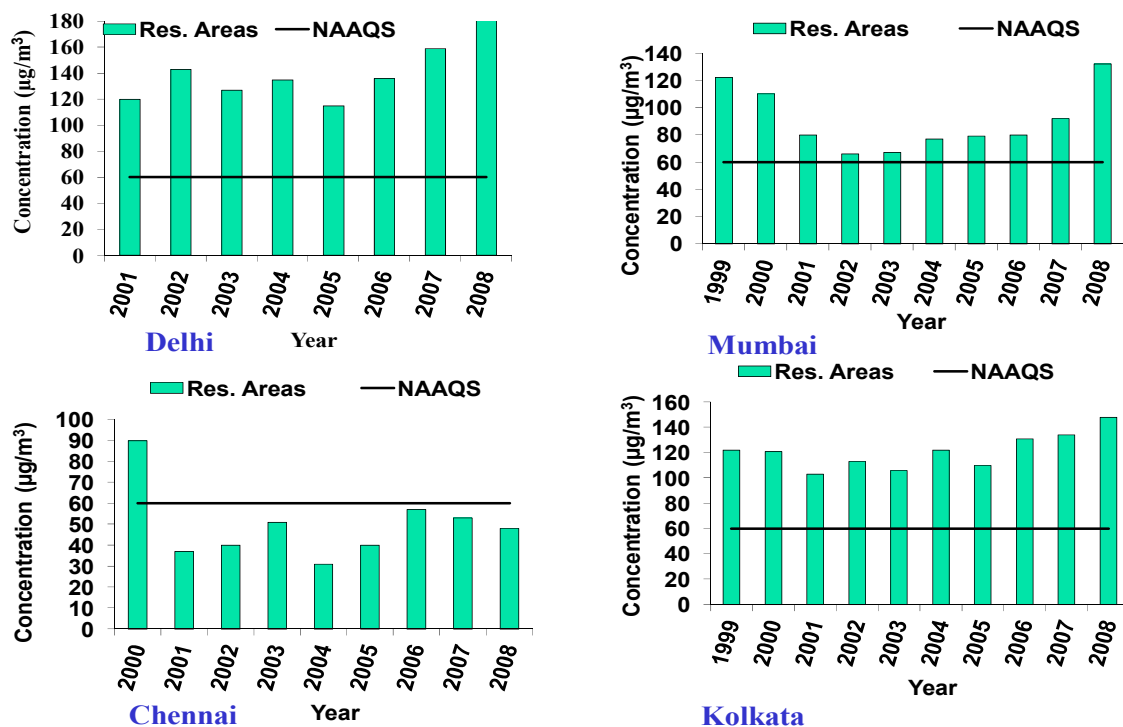 Res. Areas NAAQS
Concentration (µg/m³)
180
160
140
120
100
80
60
40
20
0
2001 2002 2003 2004 2005 2006 2007 2008
Delhi Year
Res. Areas NAAQS
Concentration (µg/m³)
140
120
100
80
60
40
20
0
1999 2000 2001 2002 2003 2004 2005 2006 2007 2008
Year
Mumbai
Res. Areas NAAQS
Concentration (µg/m³)
100
90
80
70
60
50
40
30
20
10
0
2000 2001 2002 2003 2004 2005 2006 2007 2008
Chennai Year
Res. Areas NAAQS
Concentration (µg/m³)
160
140
120
100
80
60
40
20
0
1999 2000 2001 2002 2003 2004 2005 2006 2007 2008
Year
Kolkata